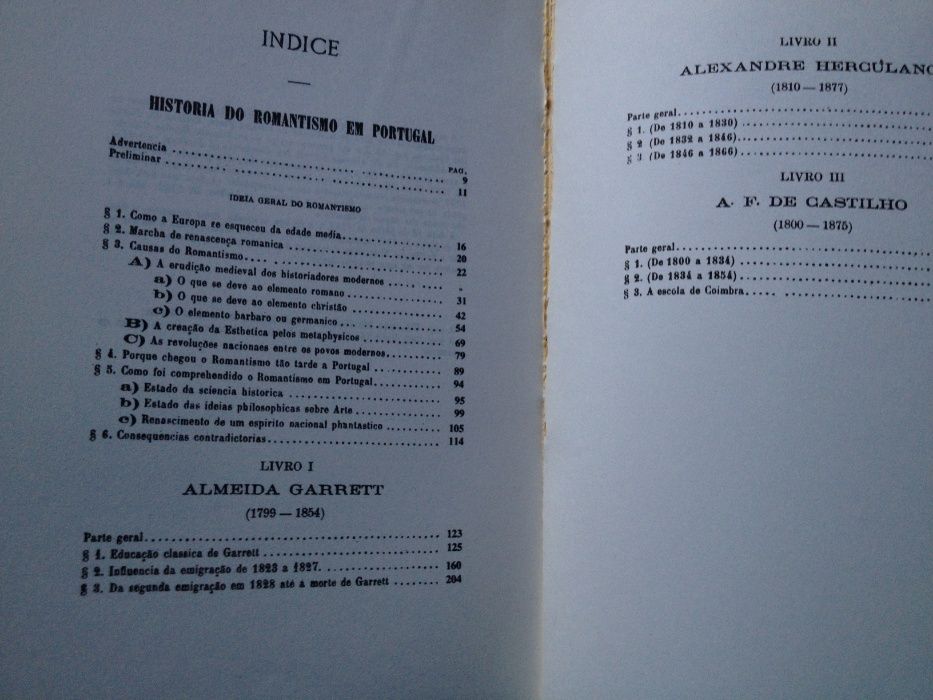 INDICE
HISTORIA DO ROMANTISMO EM PORTUGAL
PAG.
Advertencia ........ 9
Preliminar ........ 11
IDEIA GERAL DO ROMANTISMO
§ 1. Como a Europa se esqueceu da edade media ........ 16
§ 2. Marcha de renascença romanica ........ 20
§ 3. Causas do Romantismo ........ 22
A) A erudição medieval dos historiadores modernos ........ »
a) O que se deve ao elemento romano ........ 31
b) O que se deve ao elemento christão ........ 42
c) O elemento barbaro ou germanico ........ 54
B) A creação da Esthetica pelos metaphysicos ........ 69
C) As revoluções nacionaes entre os povos modernos ........ 79
§ 4. Porque chegou o Romantismo tão tarde a Portugal ........ 89
§ 5. Como foi comprehendido o Romantismo em Portugal ........ 94
a) Estado da sciencia historica ........ 95
b) Estado das ideias philosophicas sobre Arte ........ 99
c) Renascimento de um espirito nacional phantastico ........ 105
§ 6. Consequencias contradictorias ........ 114
LIVRO I
ALMEIDA GARRETT
(1799 — 1854)
Parte geral ........ 123
§ 1. Educação classica de Garrett ........ 125
§ 2. Influencia da emigração de 1823 a 1827. ........ 160
§ 3. Da segunda emigração em 1828 até á morte de Garrett ........ 204
LIVRO II
ALEXANDRE HERCULANO
(1810 — 1877)
Parte geral ........
§ 1. (De 1810 a 1830) ........
§ 2 (De 1832 a 1846) ........
§ 3. (De 1846 a 1866) ........
LIVRO III
A. F. DE CASTILHO
(1800 — 1875)
Parte geral ........
§ 1. (De 1800 a 1834) ........
§ 2. (De 1834 a 1854) ........
§ 3. A escola de Coimbra ........